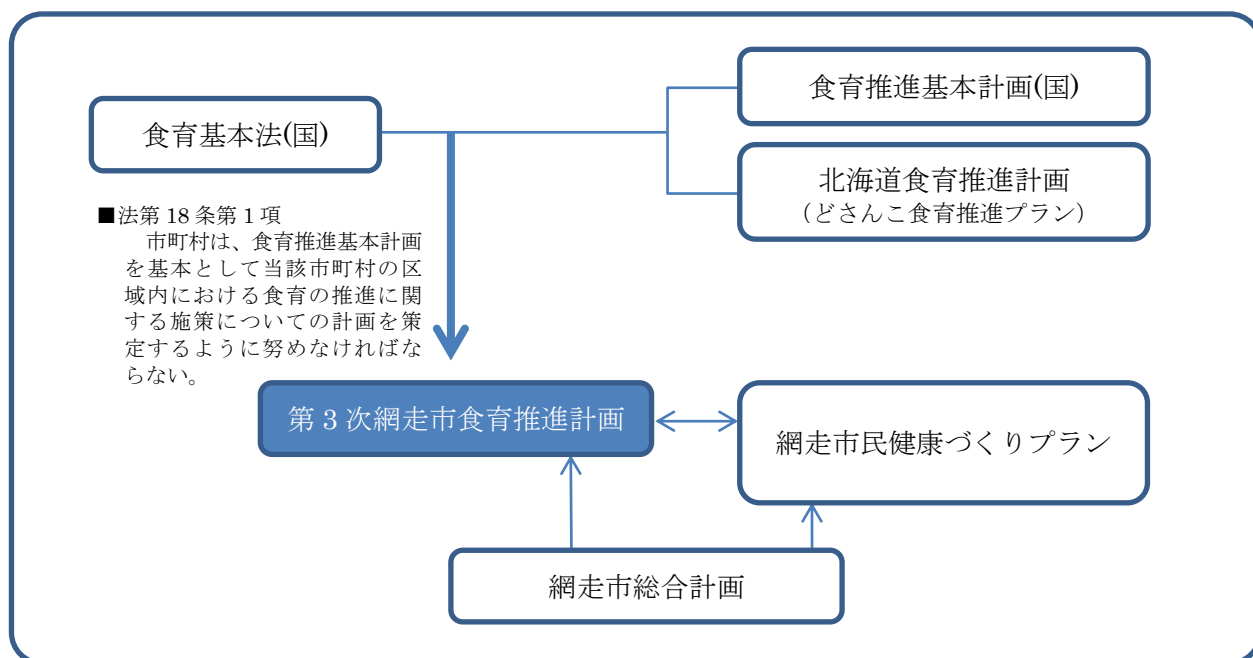 食育推進基本計画(国)
食育基本法(国)
北海道食育推進計画
（どさんこ食育推進プラン）
■法第 18 条第 1 項
市町村は、食育推進基本計画
を基本として当該市町村の区
域内における食育の推進に関
する施策についての計画を策
定するように努めなければな
らない。
第 3 次網走市食育推進計画
網走市民健康づくりプラン
網走市総合計画